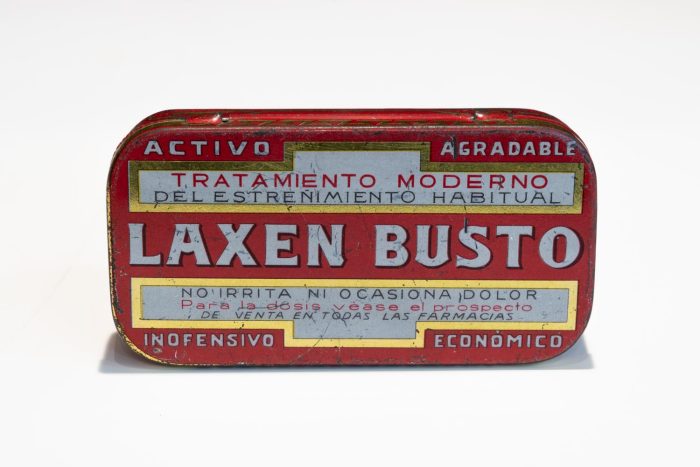 ACTIVO AGRADABLE
TRATAMIENTO MODERNO
DEL ESTREÑIMIENTO HABITUAL
LAXEN BUSTO
NO IRRITA NI OCASIONA DOLOR
Para la dosis véase el prospecto
DE VENTA EN TODAS LAS FARMACIAS
INOFENSIVO ECONÓMICO